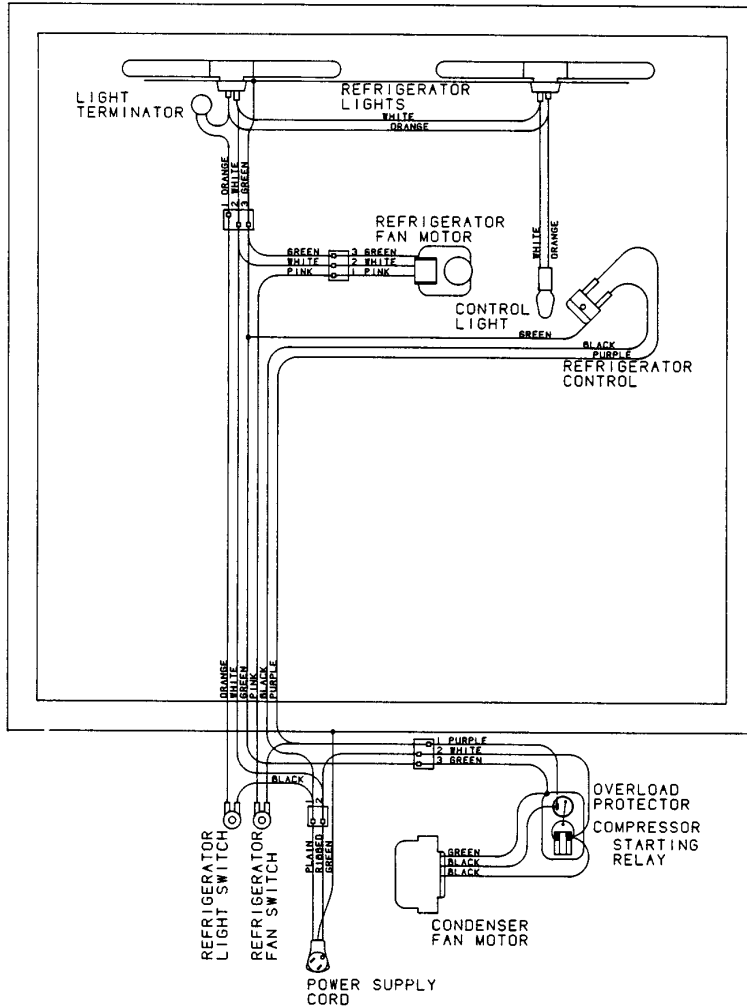 REFRIGERATOR
LIGHTS
LIGHT
TERMINATOR
WHITE
ORANGE
1 ORANGE
2 WHITE
3 GREEN
REFRIGERATOR
FAN MOTOR
GREEN 3 GREEN
WHITE 2 WHITE
PINK 1 PINK
WHITE
ORANGE
CONTROL
LIGHT
GREEN
BLACK
PURPLE
REFRIGERATOR
CONTROL
ORANGE
WHITE
GREEN
PINK
BLACK
PURPLE
1 PURPLE
2 WHITE
3 GREEN
BLACK
1
2
OVERLOAD
PROTECTOR
COMPRESSOR
STARTING
RELAY
PLAIN
RIBBED
GREEN
GREEN
BLACK
BLACK
REFRIGERATOR
LIGHT SWITCH
REFRIGERATOR
FAN SWITCH
CONDENSER
FAN MOTOR
POWER SUPPLY
CORD